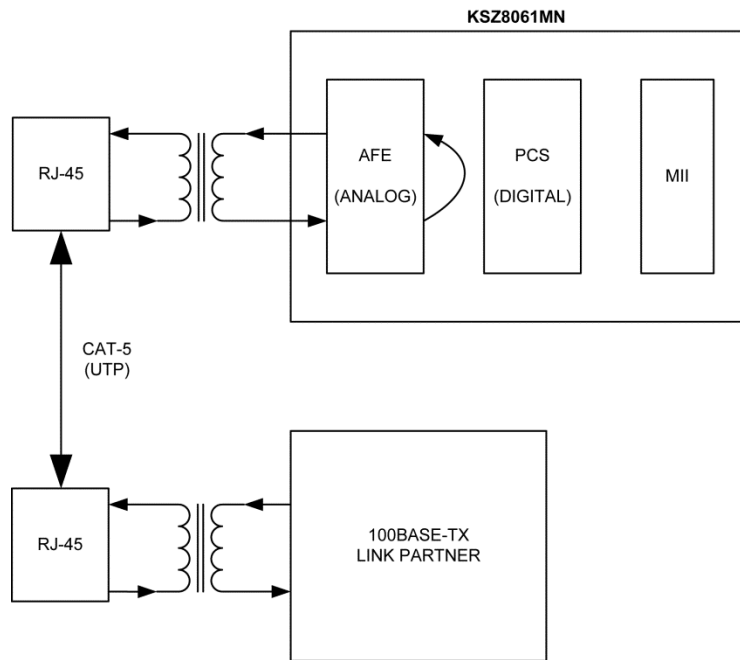 KSZ8061MN
RJ-45
AFE
(ANALOG)
PCS
(DIGITAL)
MII
CAT-5
(UTP)
RJ-45
100BASE-TX
LINK PARTNER